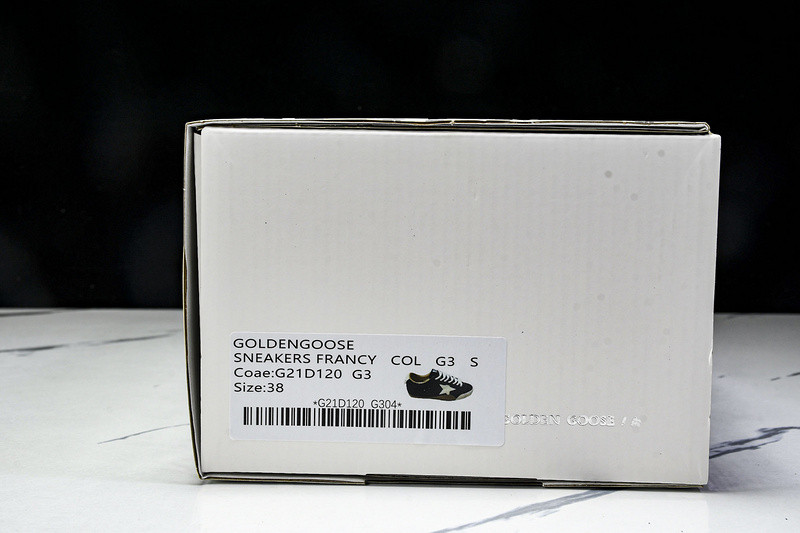 GOLDENGOOSE
SNEAKERS FRANCY COL G3 S
Coae:G21D120 G3
Size:38
*G21D120 G304*
GOLDEN GOOSE /